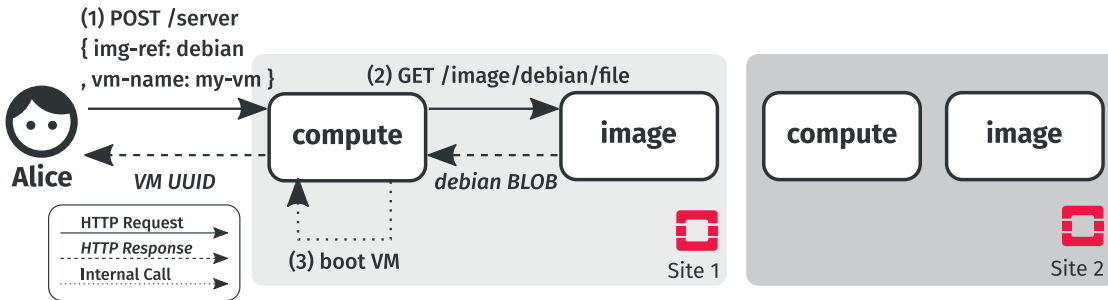 (1) POST /server
{ img-ref: debian
, vm-name: my-vm }
(2) GET /image/debian/file
compute
image
compute
image
Alice
VM UUID
debian BLOB
HTTP Request
HTTP Response
Internal Call
(3) boot VM
Site 1
Site 2